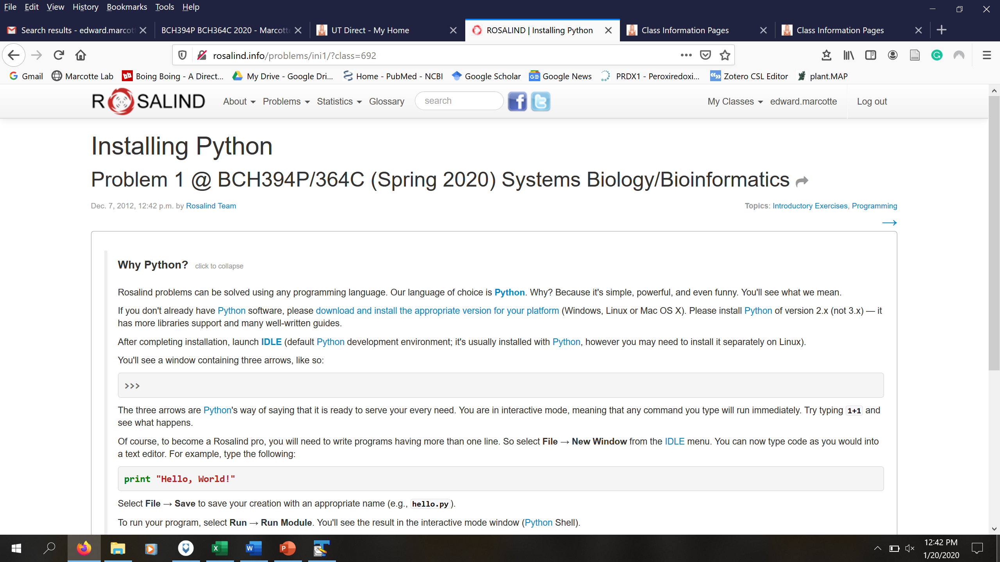 File Edit View History Bookmarks Tools Help
Search results - edward.marcott BCH394P BCH364C 2020 - Marcotte UT Direct - My Home ROSALIND | Installing Python Class Information Pages Class Information Pages
rosalind.info/problems/ini1/?class=692
Gmail Marcotte Lab Boing Boing - A Direct... My Drive - Google Dri... Home - PubMed - NCBI Google Scholar Google News PRDX1 - Peroxiredoxi... Zotero CSL Editor plant.MAP
ROSALIND About Problems Statistics Glossary search My Classes edward.marcotte Log out
Installing Python
Problem 1 @ BCH394P/364C (Spring 2020) Systems Biology/Bioinformatics
Dec. 7, 2012, 12:42 p.m. by Rosalind Team Topics: Introductory Exercises, Programming
→
Why Python? click to collapse
Rosalind problems can be solved using any programming language. Our language of choice is Python. Why? Because it's simple, powerful, and even funny. You'll see what we mean.
If you don't already have Python software, please download and install the appropriate version for your platform (Windows, Linux or Mac OS X). Please install Python of version 2.x (not 3.x) — it
has more libraries support and many well-written guides.
After completing installation, launch IDLE (default Python development environment; it's usually installed with Python, however you may need to install it separately on Linux).
You'll see a window containing three arrows, like so:
>>>
The three arrows are Python's way of saying that it is ready to serve your every need. You are in interactive mode, meaning that any command you type will run immediately. Try typing 1+1 and
see what happens.
Of course, to become a Rosalind pro, you will need to write programs having more than one line. So select File → New Window from the IDLE menu. You can now type code as you would into
a text editor. For example, type the following:
print "Hello, World!"
Select File → Save to save your creation with an appropriate name (e.g., hello.py).
To run your program, select Run → Run Module. You'll see the result in the interactive mode window (Python Shell).
12:42 PM
1/20/2020